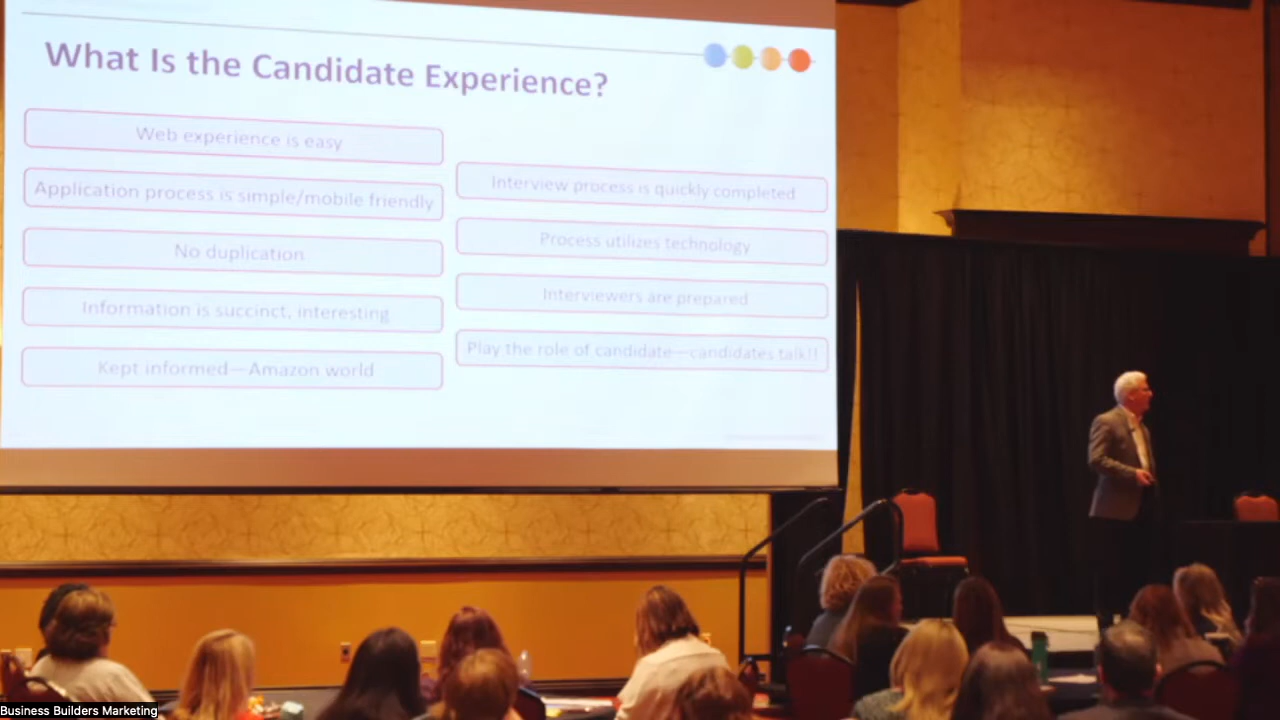 What Is the Candidate Experience?
Web experience is easy
Application process is simple/mobile friendly
No duplication
Information is succinct, interesting
Kept informed—Amazon world
Interview process is quickly completed
Process utilizes technology
Interviewers are prepared
Play the role of candidate—candidates talk!!
Business Builders Marketing